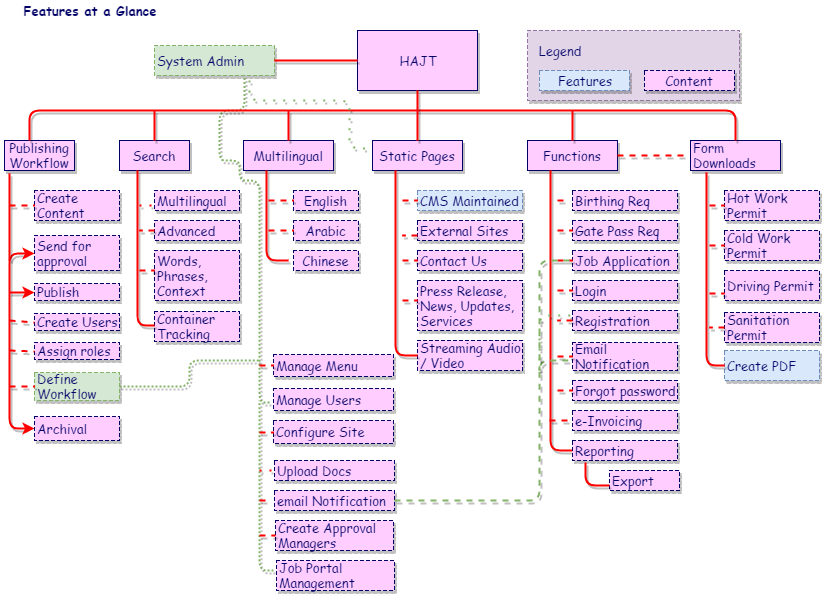 Features at a Glance
System Admin
HAJT
Legend
Features
Content
Publishing
Workflow
Search
Multilingual
Static Pages
Functions
Form
Downloads
Create
Content
Send for
approval
Publish
Create Users
Assign roles
Define
Workflow
Archival
Multilingual
Advanced
Words,
Phrases,
Context
Container
Tracking
English
Arabic
Chinese
Manage Menu
Manage Users
Configure Site
Upload Docs
email Notification
Create Approval
Managers
Job Portal
Management
CMS Maintained
External Sites
Contact Us
Press Release,
News, Updates,
Services
Streaming Audio
/ Video
Birthing Req
Gate Pass Req
Job Application
Login
Registration
Email
Notification
Forgot password
e-Invoicing
Reporting
Export
Hot Work
Permit
Cold Work
Permit
Driving Permit
Sanitation
Permit
Create PDF